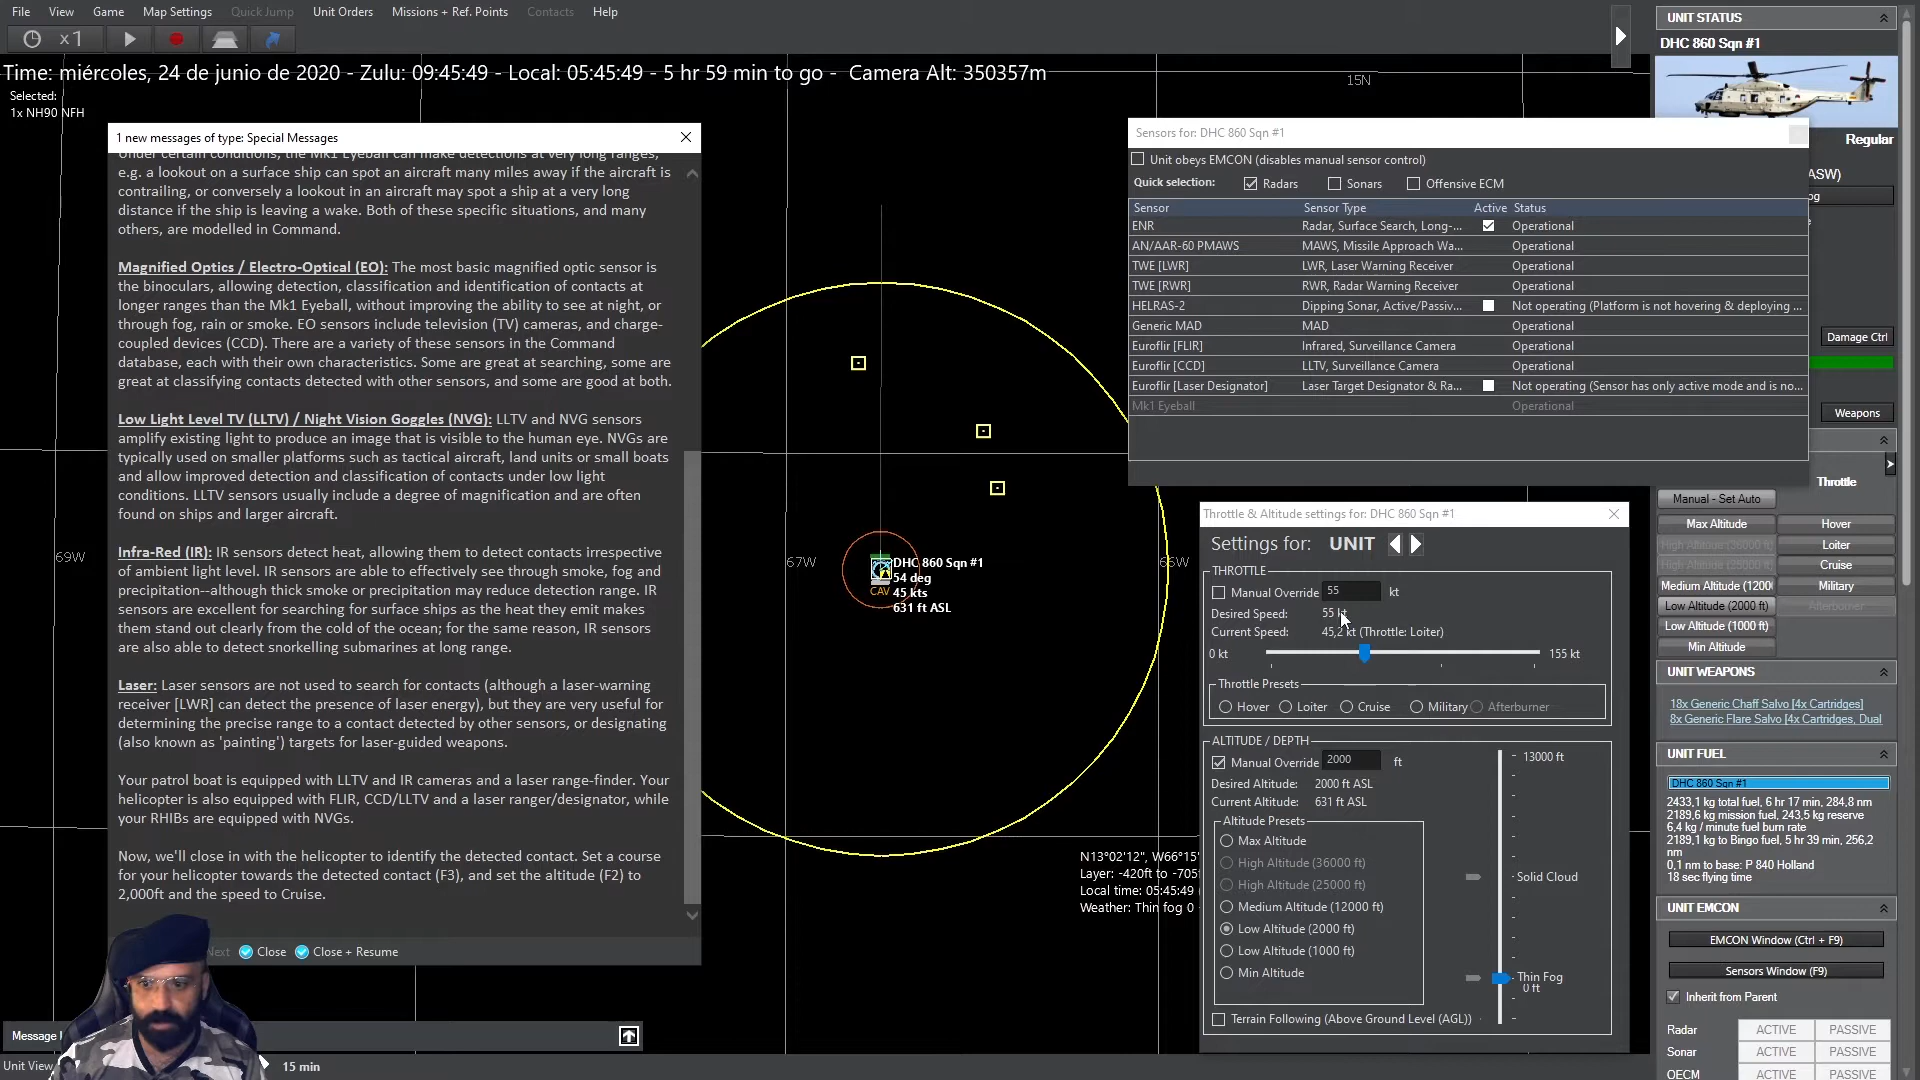 File View Game Map Settings Quick Jump Unit Orders Missions + Ref. Points Contacts Help
x1
Time: miércoles, 24 de junio de 2020 - Zulu: 09:45:49 - Local: 05:45:49 - 5 hr 59 min to go - Camera Alt: 350357m
Selected:
1x NH90 NFH
15N
69W
67W
66W
1 new messages of type: Special Messages
Under certain conditions, the Mk1 Eyeball can make detections at very long ranges,
e.g. a lookout on a surface ship can spot an aircraft many miles away if the aircraft is
contrailing, or conversely a lookout in an aircraft may spot a ship at a very long
distance if the ship is leaving a wake. Both of these specific situations, and many
others, are modelled in Command.
Magnified Optics / Electro-Optical (EO): The most basic magnified optic sensor is
the binoculars, allowing detection, classification and identification of contacts at
longer ranges than the Mk1 Eyeball, without improving the ability to see at night, or
through fog, rain or smoke. EO sensors include television (TV) cameras, and charge-
coupled devices (CCD). There are a variety of these sensors in the Command
database, each with their own characteristics. Some are great at searching, some are
great at classifying contacts detected with other sensors, and some are good at both.
Low Light Level TV (LLTV) / Night Vision Goggles (NVG): LLTV and NVG sensors
amplify existing light to produce an image that is visible to the human eye. NVGs are
typically used on smaller platforms such as tactical aircraft, land units or small boats
and allow improved detection and classification of contacts under low light
conditions. LLTV sensors usually include a degree of magnification and are often
found on ships and larger aircraft.
Infra-Red (IR): IR sensors detect heat, allowing them to detect contacts irrespective
of ambient light level. IR sensors are able to effectively see through smoke, fog and
precipitation--although thick smoke or precipitation may reduce detection range. IR
sensors are excellent for searching for surface ships as the heat they emit makes
them stand out clearly from the cold of the ocean; for the same reason, IR sensors
are also able to detect snorkelling submarines at long range.
Laser: Laser sensors are not used to search for contacts (although a laser-warning
receiver [LWR] can detect the presence of laser energy), but they are very useful for
determining the precise range to a contact detected by other sensors, or designating
(also known as 'painting') targets for laser-guided weapons.
Your patrol boat is equipped with LLTV and IR cameras and a laser range-finder. Your
helicopter is also equipped with FLIR, CCD/LLTV and a laser ranger/designator, while
your RHIBs are equipped with NVGs.
Now, we'll close in with the helicopter to identify the detected contact. Set a course
for your helicopter towards the detected contact (F3), and set the altitude (F2) to
2,000ft and the speed to Cruise.
Close Close + Resume
Message
Unit View
15 min
DHC 860 Sqn #1
54 deg
45 kts
631 ft ASL
CAV
N13°02'12", W66°15'
Layer: -420ft to -705
Local time: 05:45:49
Weather: Thin fog 0
Sensors for: DHC 860 Sqn #1
Unit obeys EMCON (disables manual sensor control)
Quick selection: Radars Sonars Offensive ECM
Sensor Sensor Type Active Status
ENR Radar, Surface Search, Long-... Operational
AN/AAR-60 PMAWS MAWS, Missile Approach Wa... Operational
TWE [LWR] LWR, Laser Warning Receiver Operational
TWE [RWR] RWR, Radar Warning Receiver Operational
HELRAS-2 Dipping Sonar, Active/Passiv... Not operating (Platform is not hovering & deploying ...
Generic MAD MAD Operational
Euroflir [FLIR] Infrared, Surveillance Camera Operational
Euroflir [CCD] LLTV, Surveillance Camera Operational
Euroflir [Laser Designator] Laser Target Designator & Ra... Not operating (Sensor has only active mode and is no...
Mk1 Eyeball Operational
Throttle & Altitude settings for: DHC 860 Sqn #1
Settings for: UNIT
THROTTLE
Manual Override 55 kt
Desired Speed: 55 kt
Current Speed: 45,2 kt (Throttle: Loiter)
0 kt 155 kt
Throttle Presets
Hover Loiter Cruise Military Afterburner
ALTITUDE / DEPTH
Manual Override 2000 ft
Desired Altitude: 2000 ft ASL
Current Altitude: 631 ft ASL
Altitude Presets
Max Altitude
High Altitude (36000 ft)
High Altitude (25000 ft)
Medium Altitude (12000 ft)
Low Altitude (2000 ft)
Low Altitude (1000 ft)
Min Altitude
13000 ft
Solid Cloud
Thin Fog
0 ft
Terrain Following (Above Ground Level (AGL))
UNIT STATUS
DHC 860 Sqn #1
Regular
ASW)
Damage Ctrl
Weapons
Throttle
Manual - Set Auto
Max Altitude Hover
Loiter
Cruise
Medium Altitude (1200 Military
Low Altitude (2000 ft) Afterburner
Low Altitude (1000 ft)
Min Altitude
UNIT WEAPONS
18x Generic Chaff Salvo [4x Cartridges]
8x Generic Flare Salvo [4x Cartridges, Dual
UNIT FUEL
DHC 860 Sqn #1
2433,1 kg total fuel, 6 hr 17 min, 284,8 nm
2189,6 kg mission fuel, 243,5 kg reserve
6,4 kg / minute fuel burn rate
2189,1 kg to Bingo fuel, 5 hr 39 min, 256,2
nm
0,1 nm to base: P 840 Holland
18 sec flying time
UNIT EMCON
EMCON Window (Ctrl + F9)
Sensors Window (F9)
Inherit from Parent
Radar ACTIVE PASSIVE
Sonar ACTIVE PASSIVE
OECM ACTIVE PASSIVE